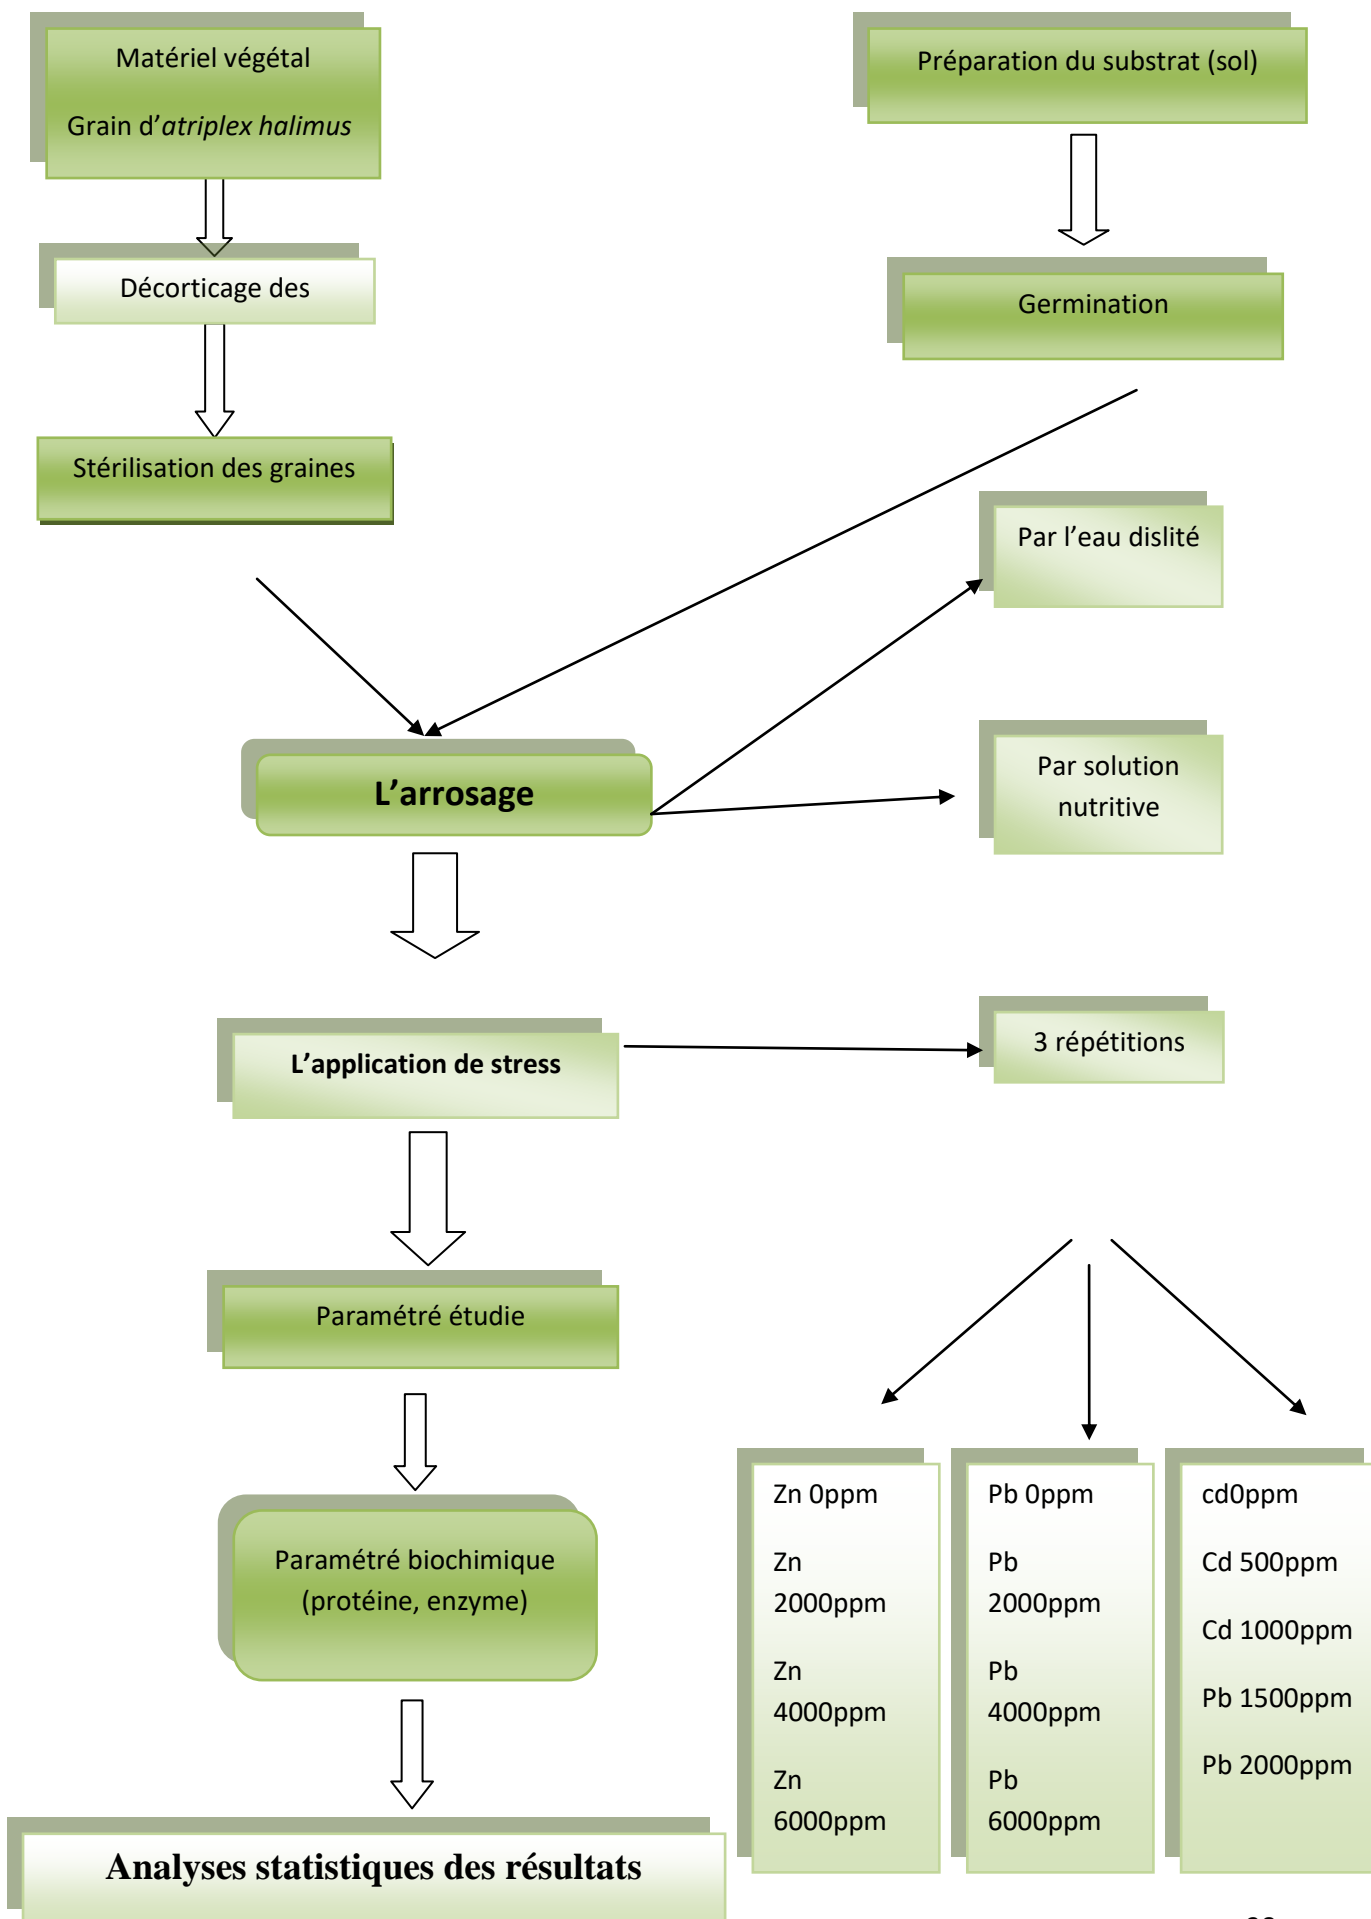 Matériel végétal
Grain d'atriplex halimus
Préparation du substrat (sol)
Décorticage des
Germination
Stérilisation des graines
Par l'eau dislité
Par solution
nutritive
L'arrosage
L'application de stress
3 répétitions
Paramétré étudie
Paramétré biochimique
(protéine, enzyme)
Zn 0ppm
Zn
2000ppm
Zn
4000ppm
Zn
6000ppm
Pb 0ppm
Pb
2000ppm
Pb
4000ppm
Pb
6000ppm
cd0ppm
Cd 500ppm
Cd 1000ppm
Pb 1500ppm
Pb 2000ppm
Analyses statistiques des résultats